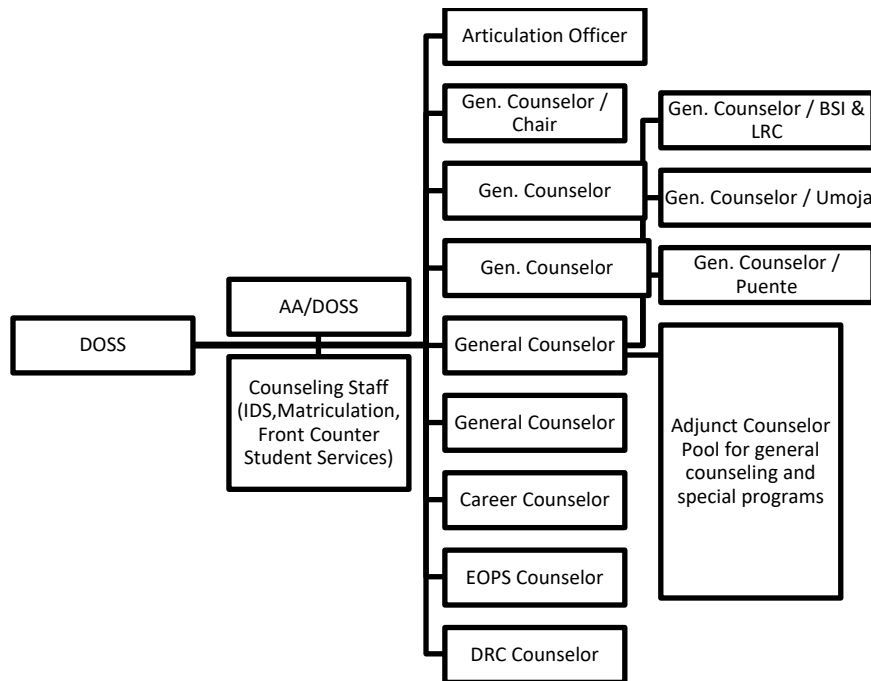 DOSS
AA/DOSS
Counseling Staff
(IDS,Matriculation,
Front Counter
Student Services)
Articulation Officer
Gen. Counselor /
Chair
Gen. Counselor
Gen. Counselor
General Counselor
General Counselor
Career Counselor
EOPS Counselor
DRC Counselor
Gen. Counselor / BSI &
LRC
Gen. Counselor / Umoja
Gen. Counselor /
Puente
Adjunct Counselor
Pool for general
counseling and
special programs